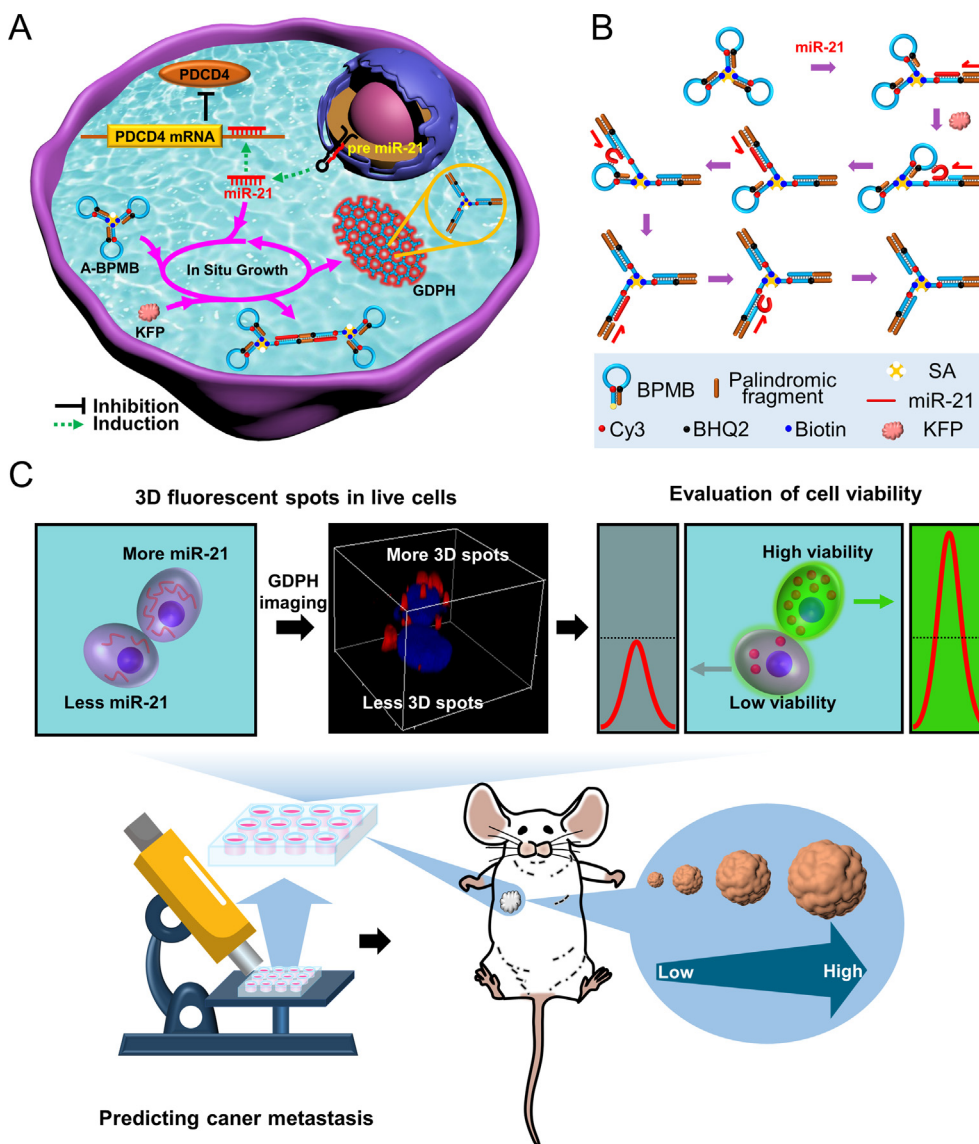 A
PDCD4
PDCD4 mRNA
pre miR-21
miR-21
A-BPMB
In Situ Growth
GDPH
KFP
Inhibition
Induction
B
miR-21
KFP
BPMB
Palindromic
fragment
SA
miR-21
Cy3
BHQ2
Biotin
KFP
C
3D fluorescent spots in live cells
Evaluation of cell viability
More miR-21
Less miR-21
GDPH
imaging
More 3D spots
Less 3D spots
High viability
Low viability
Low
High
Predicting caner metastasis